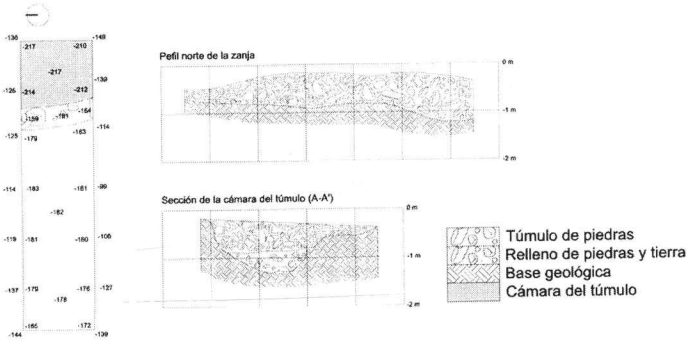 -136 -148
-217 -210
-217
-139
-126 -214 -212
-159 -181 -164
-114
-125 -179 -163
-114 -183 -181 -99
-182
-119 -181 -180 -106
-137 -179 -176 -127
-178
-165 -172
-144 -139
Pefil norte de la zanja
0 m
-1 m
-2 m
Sección de la cámara del túmulo (A-A')
0 m
-1 m
-2 m
Túmulo de piedras
Relleno de piedras y tierra
Base geológica
Cámara del túmulo